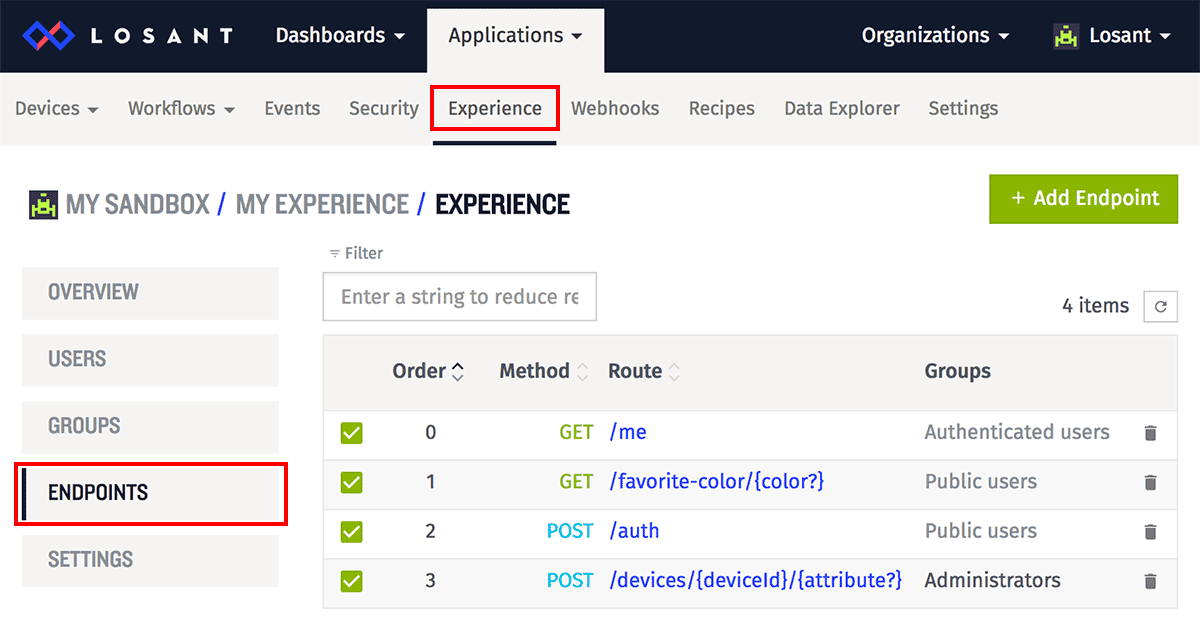 LOSANT Dashboards Applications Organizations Losant
Devices Workflows Events Security Experience Webhooks Recipes Data Explorer Settings
MY SANDBOX / MY EXPERIENCE / EXPERIENCE
+ Add Endpoint
Filter
Enter a string to reduce re
4 items
OVERVIEW
USERS
GROUPS
ENDPOINTS
SETTINGS
Order Method Route Groups
0 GET /me Authenticated users
1 GET /favorite-color/{color?} Public users
2 POST /auth Public users
3 POST /devices/{deviceId}/{attribute?} Administrators